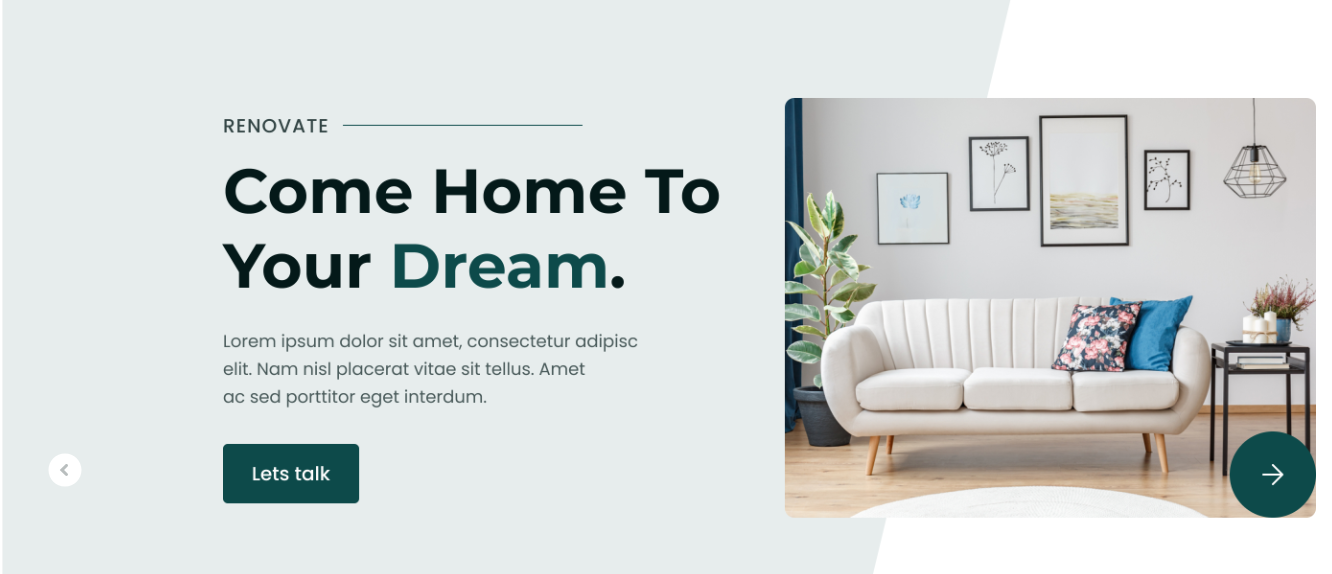 RENOVATE
Come Home To
Your Dream.
Lorem ipsum dolor sit amet, consectetur adipisc
elit. Nam nisl placerat vitae sit tellus. Amet
ac sed porttitor eget interdum.
Lets talk